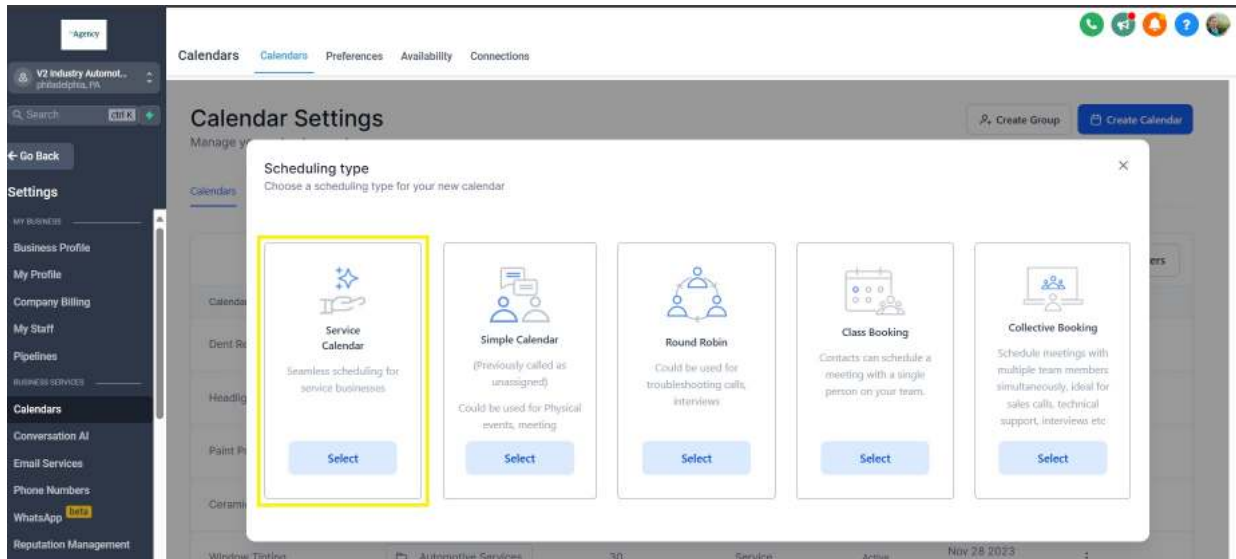 Agency
V2 Industry Automot..
philadelphia, PA
Search ctrl K
← Go Back
Settings
MY BUSINESS
Business Profile
My Profile
Company Billing
My Staff
Pipelines
BUSINESS SERVICES
Calendars
Conversation AI
Email Services
Phone Numbers
WhatsApp beta
Reputation Management
Calendars Calendars Preferences Availability Connections
Calendar Settings
Manage y
Create Group
Create Calendar
Calendars
Scheduling type
Choose a scheduling type for your new calendar
Service
Calendar
Seamless scheduling for
service businesses
Select
Simple Calendar
(Previously called as
unassigned)
Could be used for Physical
events, meeting
Select
Round Robin
Could be used for
troubleshooting calls,
interviews
Select
Class Booking
Contacts can schedule a
meeting with a single
person on your team.
Select
Collective Booking
Schedule meetings with
multiple team members
simultaneously, ideal for
sales calls, technical
support, interviews etc
Select
ers
Calenda
Dent Re
Headlig
Paint Pr
Cerami
Window Tinting Automotive Services 30 Service Active Nov 28 2023